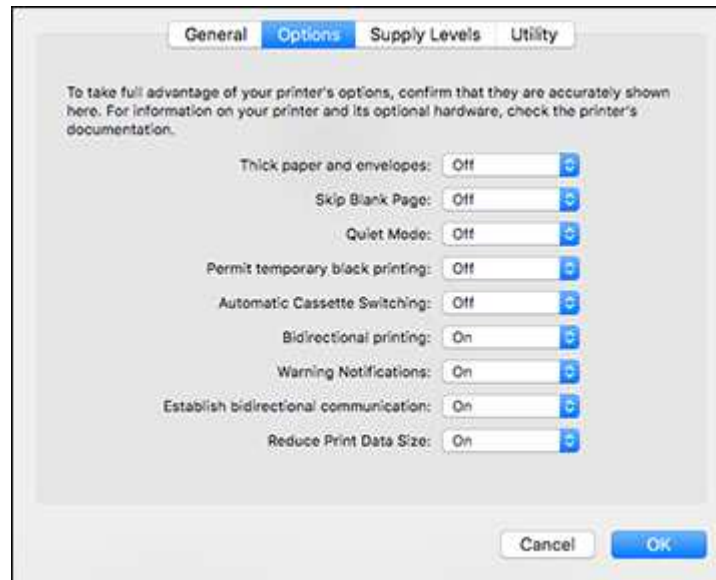 General Options Supply Levels Utility
To take full advantage of your printer's options, confirm that they are accurately shown
here. For information on your printer and its optional hardware, check the printer's
documentation.
Thick paper and envelopes: Off
Skip Blank Page: Off
Quiet Mode: Off
Permit temporary black printing: Off
Automatic Cassette Switching: Off
Bidirectional printing: On
Warning Notifications: On
Establish bidirectional communication: On
Reduce Print Data Size: On
Cancel OK